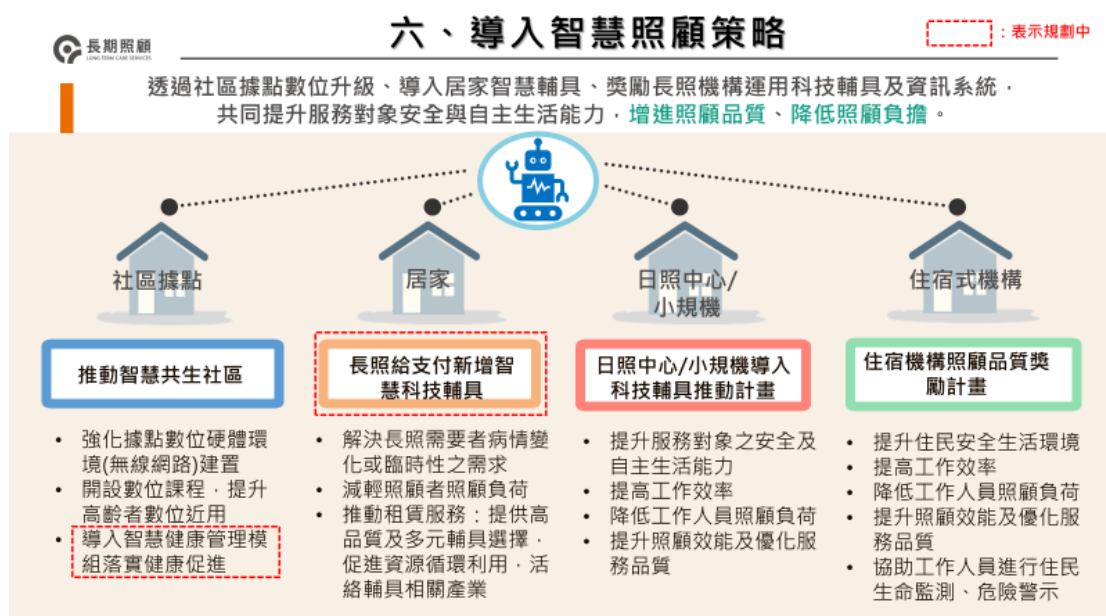 長期照顧
LONG TERM CARE SERVICES
六、導入智慧照顧策略
：表示規劃中
透過社區據點數位升級、導入居家智慧輔具、獎勵長照機構運用科技輔具及資訊系統，
共同提升服務對象安全與自主生活能力，增進照顧品質、降低照顧負擔。
社區據點
推動智慧共生社區
• 強化據點數位硬體環
境(無線網路)建置
• 開設數位課程，提升
高齡者數位近用
• 導入智慧健康管理模
組落實健康促進
居家
長照給支付新增智
慧科技輔具
• 解決長照需要者病情變
化或臨時性之需求
• 減輕照顧者照顧負荷
• 推動租賃服務：提供高
品質及多元輔具選擇，
促進資源循環利用，活
絡輔具相關產業
日照中心/
小規機
日照中心/小規機導入
科技輔具推動計畫
• 提升服務對象之安全及
自主生活能力
• 提高工作效率
• 降低工作人員照顧負荷
• 提升照顧效能及優化服
務品質
住宿式機構
住宿機構照顧品質獎
勵計畫
• 提升住民安全生活環境
• 提高工作效率
• 降低工作人員照顧負荷
• 提升照顧效能及優化服
務品質
• 協助工作人員進行住民
生命監測、危險警示